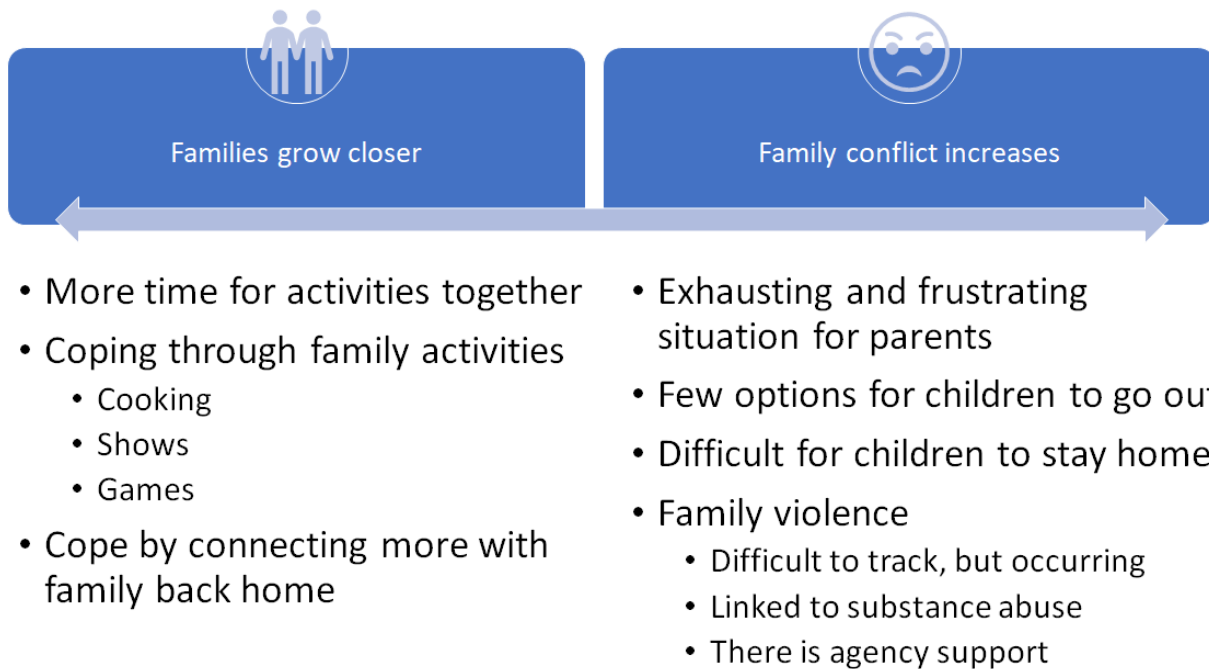 Families grow closer
Family conflict increases
• More time for activities together
• Coping through family activities
• Cooking
• Shows
• Games
• Cope by connecting more with
family back home
• Exhausting and frustrating
situation for parents
• Few options for children to go out
• Difficult for children to stay home
• Family violence
• Difficult to track, but occurring
• Linked to substance abuse
• There is agency support